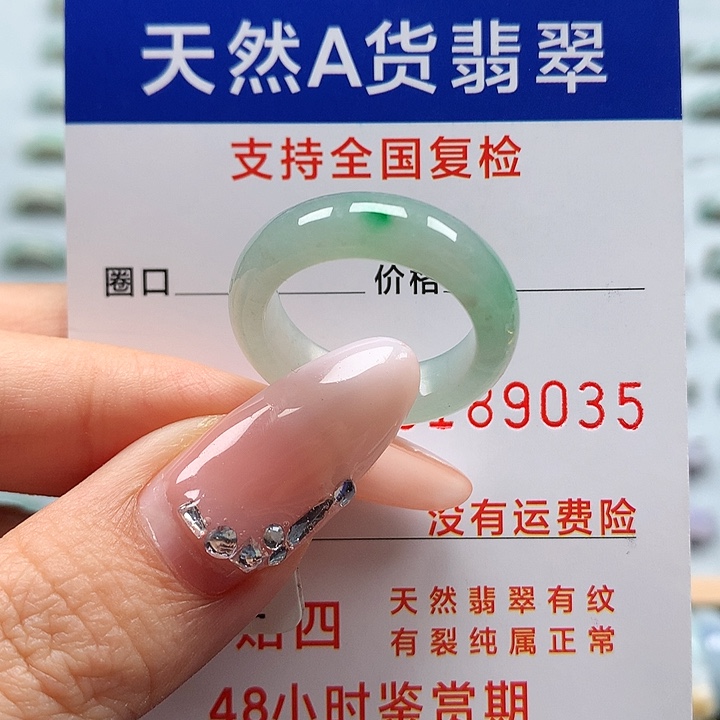 天然A货翡翠
支持全国复检
圈口 价格
89035
没有运费险
天然翡翠有纹
四 有裂纯属正常
48小时鉴赏期